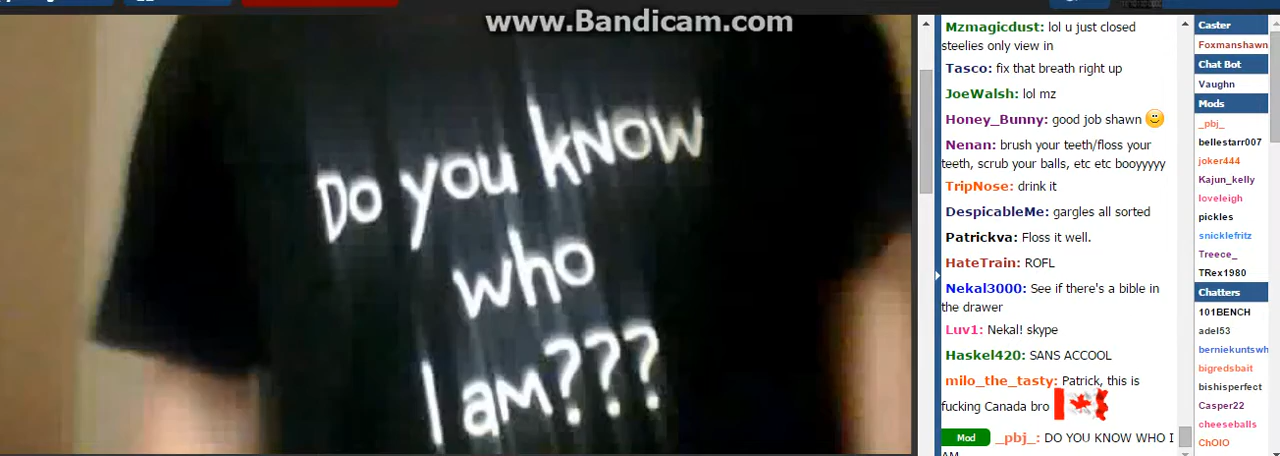 www.Bandicam.com
Do you know
who
I am???
Mzmagicdust: lol u just closed
steelies only view in
Tasco: fix that breath right up
JoeWalsh: lol mz
Honey_Bunny: good job shawn
Nenan: brush your teeth/floss your
teeth, scrub your balls, etc etc booyyyy
TripNose: drink it
DespicableMe: gargles all sorted
Patrickva: Floss it well.
HateTrain: ROFL
Nekal3000: See if there's a bible in
the drawer
Luv1: Nekal! skype
Haskel420: SANS ACCOOL
milo_the_tasty: Patrick, this is
fucking Canada bro
Mod _pbj_: DO YOU KNOW WHO I
AM
Caster
Foxmanshawn
Chat Bot
Vaughn
Mods
_pbj_
bellestarr007
joker444
Kajun_kelly
loveleigh
pickles
snicklefritz
Treece_
TRex1980
Chatters
101BENCH
adel53
berniekuntswh
bigredsbait
bishisperfect
Casper22
cheeseballs
ChOIO